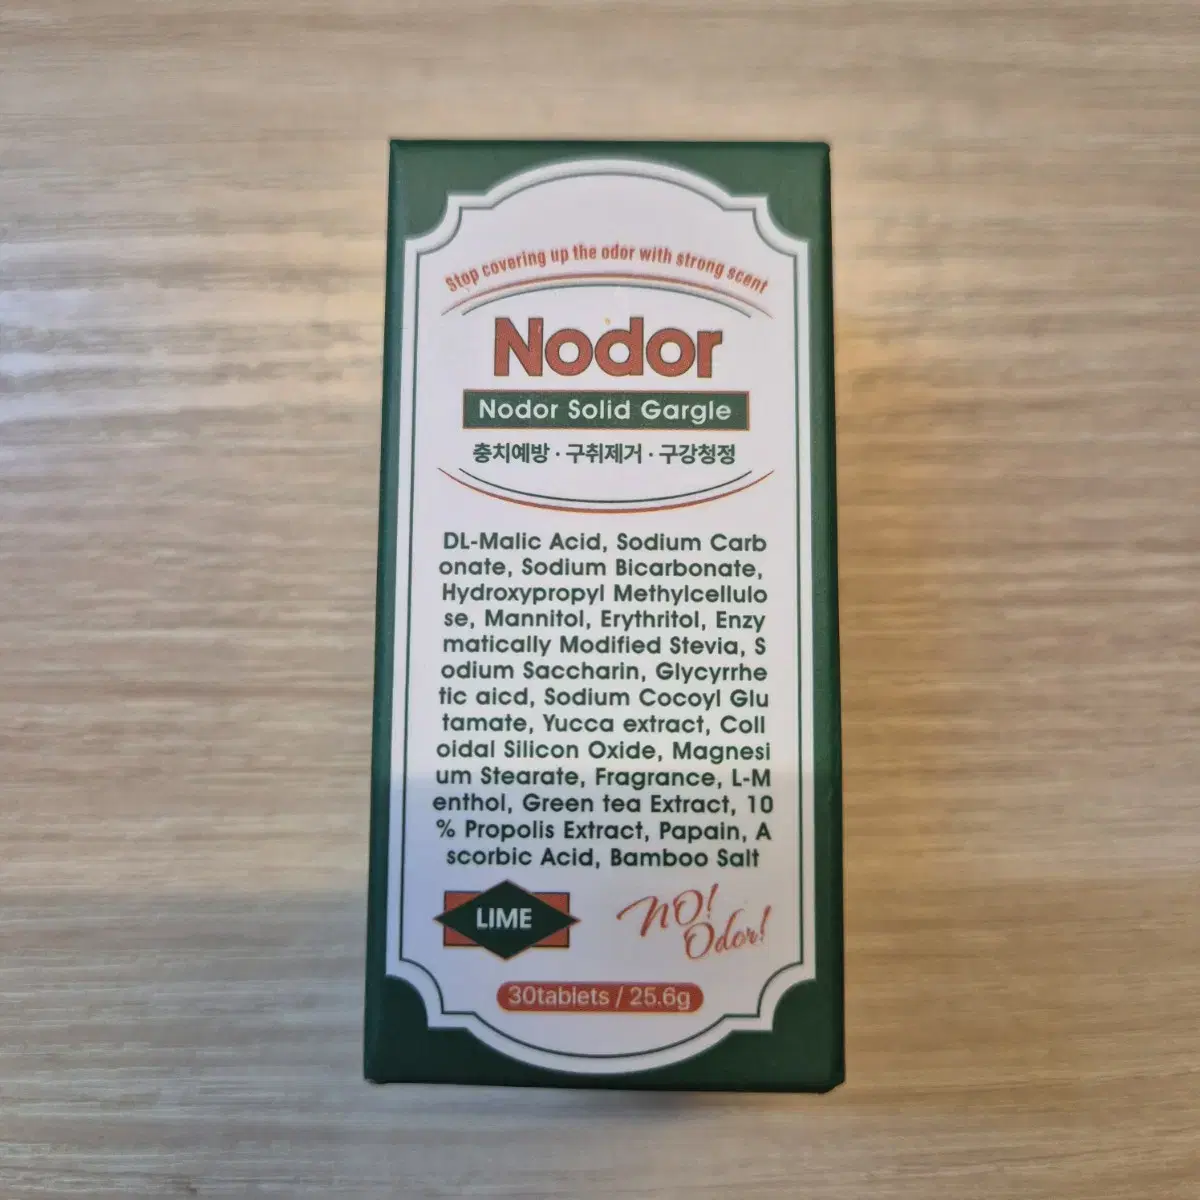 Stop covering up the odor with strong scent
Nodor
Nodor Solid Gargle
충치예방 · 구취제거 · 구강청정
DL-Malic Acid, Sodium Carb
onate, Sodium Bicarbonate,
Hydroxypropyl Methylcellulo
se, Mannitol, Erythritol, Enzy
matically Modified Stevia, S
odium Saccharin, Glycyrrhe
tic aicd, Sodium Cocoyl Glu
tamate, Yucca extract, Coll
oidal Silicon Oxide, Magnesi
um Stearate, Fragrance, L-M
enthol, Green tea Extract, 10
% Propolis Extract, Papain, A
scorbic Acid, Bamboo Salt
LIME
NO!
Odor!
30tablets / 25.6g